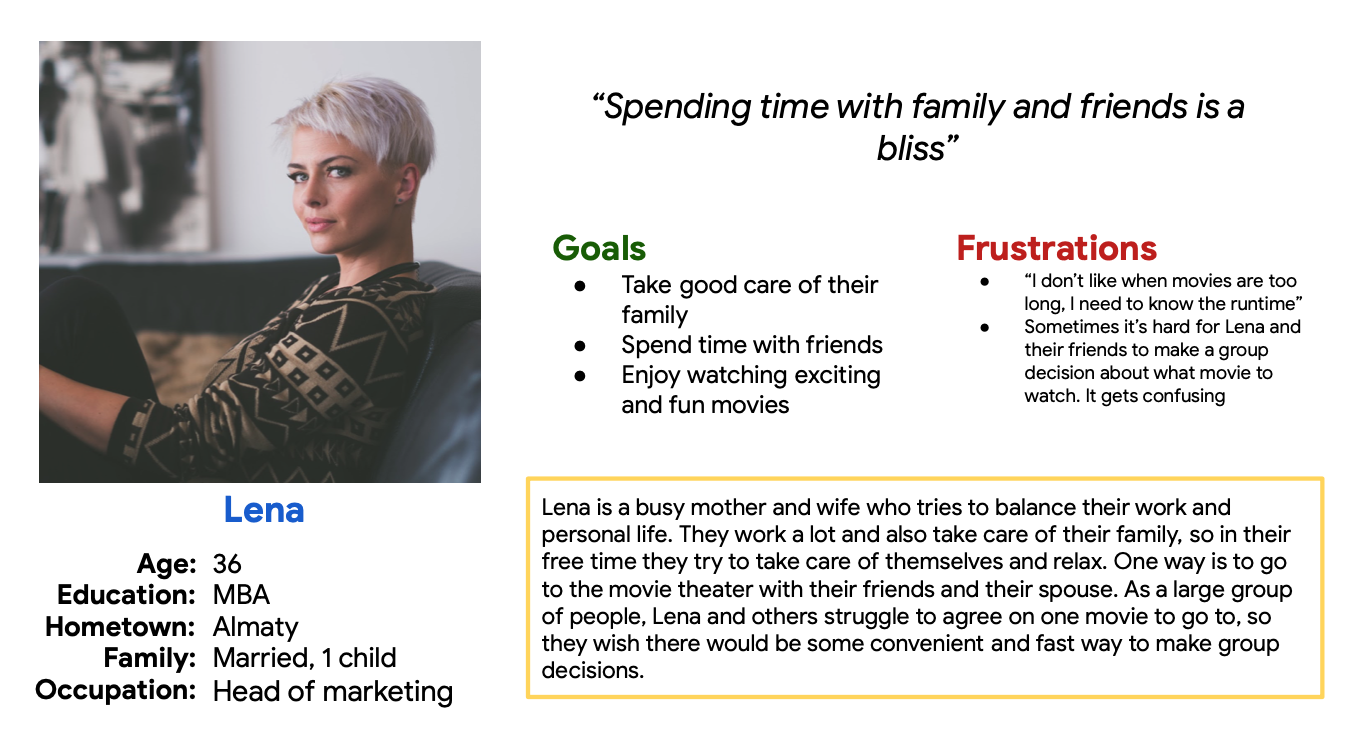 “Spending time with family and friends is a
bliss”
Goals
● Take good care of their
family
● Spend time with friends
● Enjoy watching exciting
and fun movies
Frustrations
● “I don’t like when movies are too
long, I need to know the runtime”
● Sometimes it’s hard for Lena and
their friends to make a group
decision about what movie to
watch. It gets confusing
Lena
Age: 36
Education: MBA
Hometown: Almaty
Family: Married, 1 child
Occupation: Head of marketing
Lena is a busy mother and wife who tries to balance their work and
personal life. They work a lot and also take care of their family, so in their
free time they try to take care of themselves and relax. One way is to go
to the movie theater with their friends and their spouse. As a large group
of people, Lena and others struggle to agree on one movie to go to, so
they wish there would be some convenient and fast way to make group
decisions.